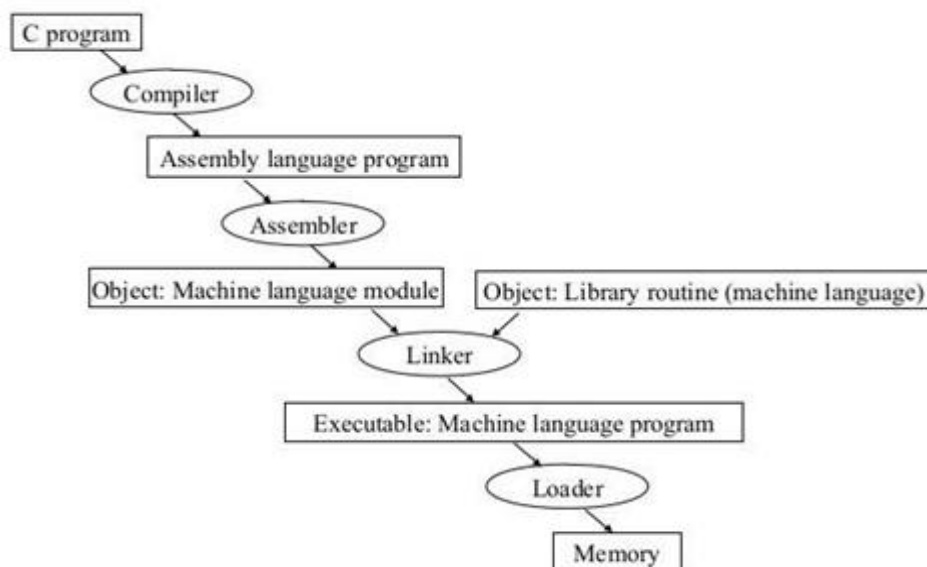 C program
Compiler
Assembly language program
Assembler
Object: Machine language module
Object: Library routine (machine language)
Linker
Executable: Machine language program
Loader
Memory